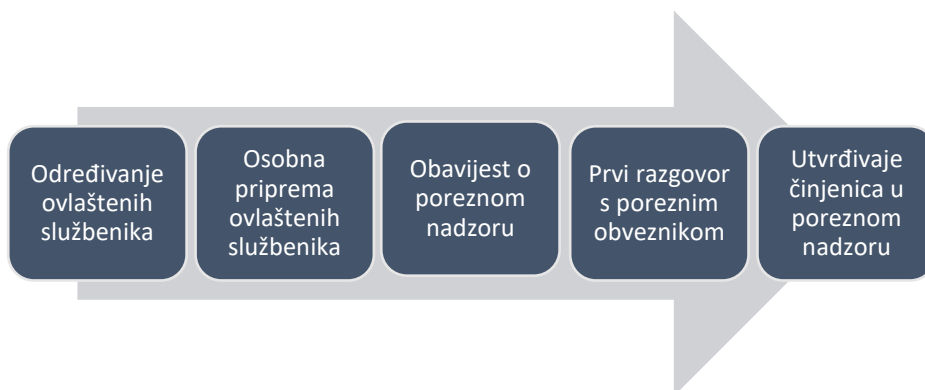 Određivanje
ovlaštenih
službenika
Osobna
priprema
ovlaštenih
službenika
Obavijest o
poreznom
nadzoru
Prvi razgovor
s poreznim
obveznikom
Utvrđivaje
činjenica u
poreznom
nadzoru